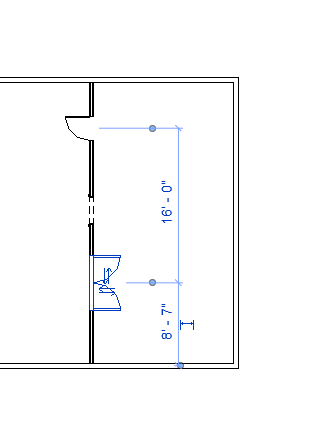 16' - 0"
8' - 7"